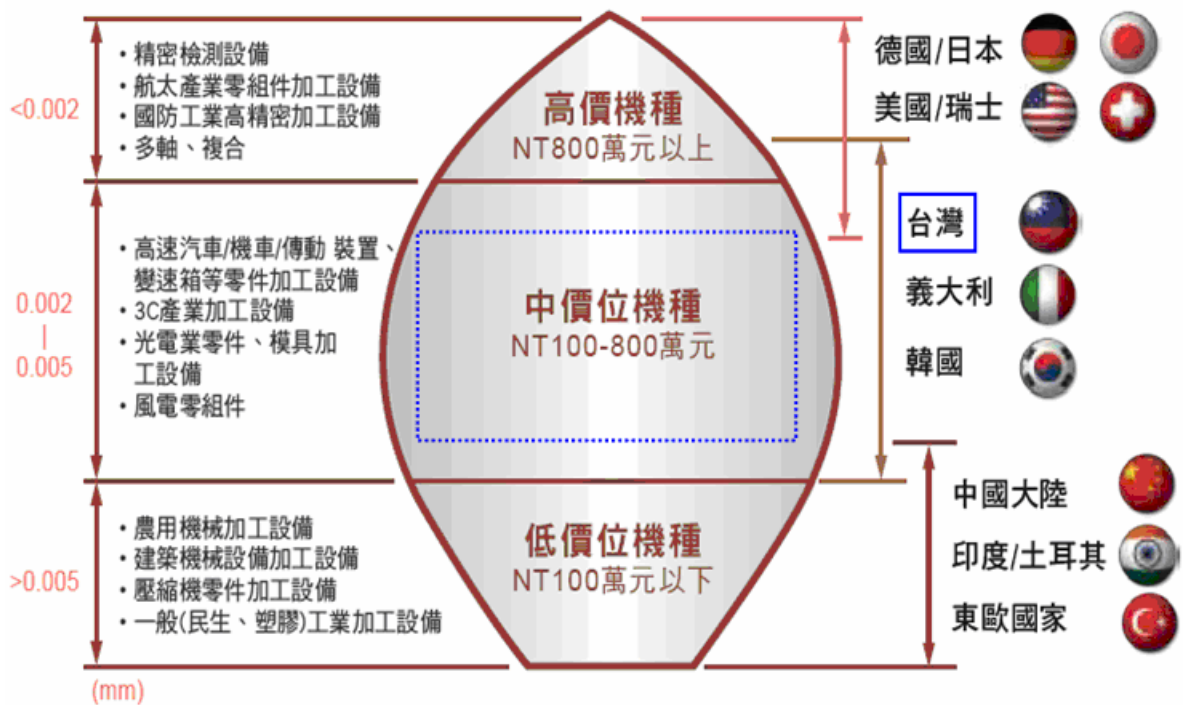 <0.002
• 精密檢測設備
• 航太產業零組件加工設備
• 國防工業高精密加工設備
• 多軸、複合
高價機種
NT800萬元以上
德國/日本
美國/瑞士
0.002
|
0.005
• 高速汽車/機車/傳動 裝置、
變速箱等零件加工設備
• 3C產業加工設備
• 光電業零件、模具加
工設備
• 風電零組件
中價位機種
NT100-800萬元
台灣
義大利
韓國
>0.005
• 農用機械加工設備
• 建築機械設備加工設備
• 壓縮機零件加工設備
• 一般(民生、塑膠)工業加工設備
低價位機種
NT100萬元以下
中國大陸
印度/土耳其
東歐國家
(mm)